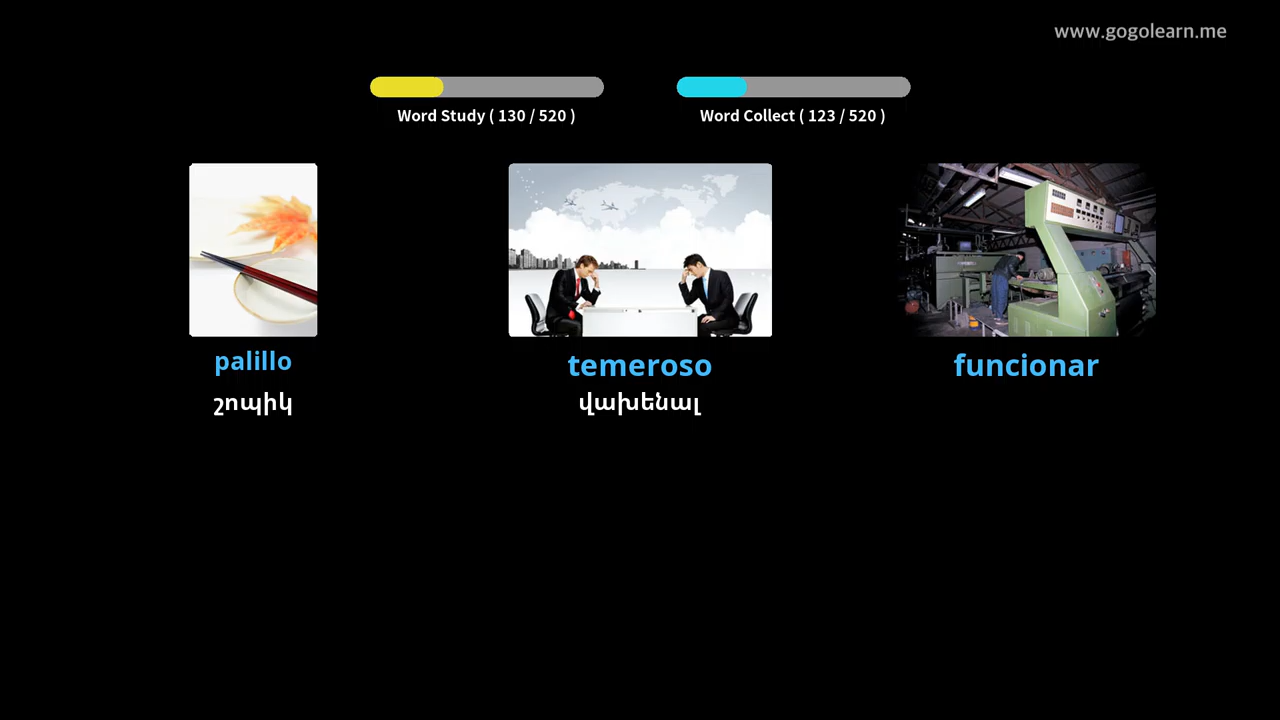 www.gogolearn.me
Word Study ( 130 / 520 )
Word Collect ( 123 / 520 )
palillo
temeroso
funcionar
շոպիկ
վախենալ